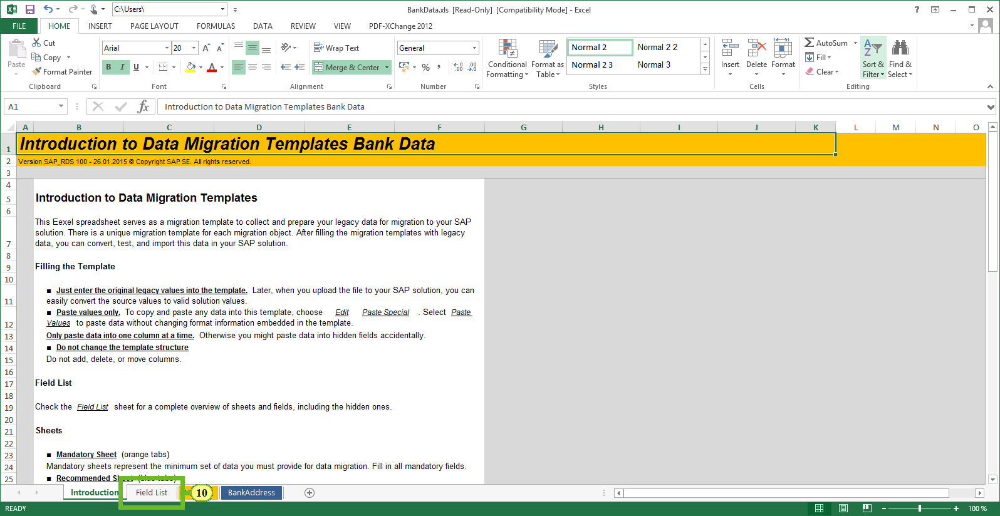 C:\Users\
BankData.xls [Read-Only] [Compatibility Mode] - Excel
?
FILE HOME INSERT PAGE LAYOUT FORMULAS DATA REVIEW VIEW PDF-XChange 2012
Paste
Cut
Copy
Format Painter
Clipboard
Arial 20
B I U
Font
Wrap Text
Merge & Center
Alignment
General
%
Number
Conditional Formatting
Format as Table
Normal 2 Normal 2 2
Normal 2 3 Normal 3
Styles
Insert Delete Format
Cells
AutoSum
Fill
Clear
Sort & Filter
Find & Select
Editing
A1
fx
Introduction to Data Migration Templates Bank Data
A B C D E F G H I J K L M N O
1 Introduction to Data Migration Templates Bank Data
2 Version SAP_RDS 100 - 26.01.2015 © Copyright SAP SE. All rights reserved.
3
4
5 Introduction to Data Migration Templates
6
This Eexel spreadsheet serves as a migration template to collect and prepare your legacy data for migration to your SAP
solution. There is a unique migration template for each migration object. After filling the migration templates with legacy
7 data, you can convert, test, and import this data in your SAP solution.
8
9 Filling the Template
10
■ Just enter the original legacy values into the template. Later, when you upload the file to your SAP solution, you can
11 easily convert the source values to valid solution values.
■ Paste values only. To copy and paste any data into this template, choose Edit Paste Special . Select Paste
12 Values to paste data without changing format information embedded in the template.
13 Only paste data into one column at a time. Otherwise you might paste data into hidden fields accidentally.
14 ■ Do not change the template structure
15 Do not add, delete, or move columns.
16
17 Field List
18
19 Check the Field List sheet for a complete overview of sheets and fields, including the hidden ones.
20
21 Sheets
22
23 ■ Mandatory Sheet (orange tabs)
24 Mandatory sheets represent the minimum set of data you must provide for data migration. Fill in all mandatory fields.
25 ■ Recommended Sheet (blue tabs)
Introduction Field List 10 BankAddress
READY
100 %